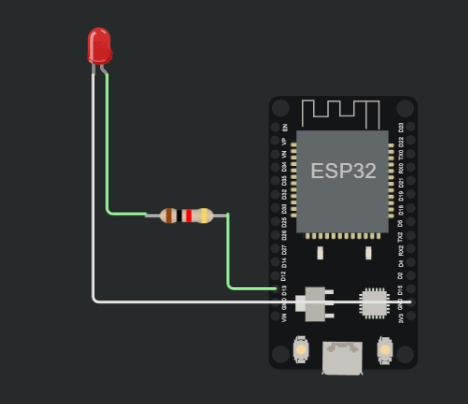 ESP32
EN
VP
VN
D34
D35
D32
D33
D25
D26
D27
D14
D12
D13
GND
VIN
D23
D22
TX0
RX0
D21
D19
D18
D5
TX2
RX2
D4
D2
D15
GND
3V3